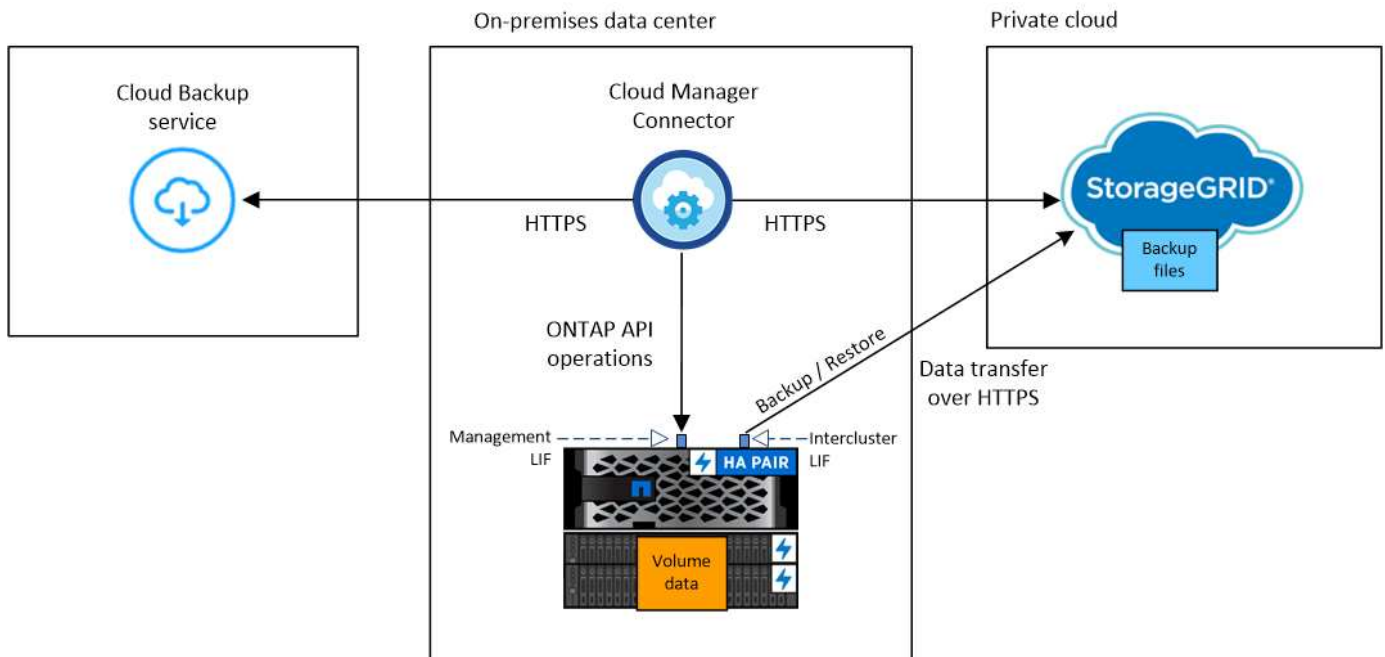 On-premises data center
Private cloud
Cloud Backup
service
Cloud Manager
Connector
HTTPS
HTTPS
StorageGRID®
Backup
files
ONTAP API
operations
Backup / Restore
Data transfer
over HTTPS
Management
LIF
Intercluster
LIF
HA PAIR
Volume
data